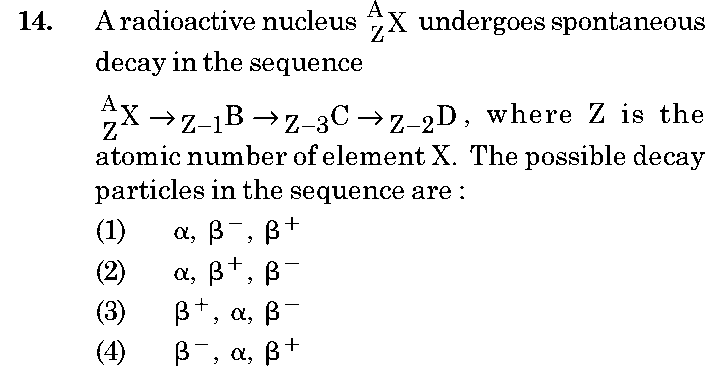 14. A radioactive nucleus ᴬ_Z X undergoes spontaneous
decay in the sequence
ᴬ_Z X → _{Z–1}B → _{Z–3}C → _{Z–2}D, where Z is the
atomic number of element X. The possible decay
particles in the sequence are :
(1) α, β⁻, β⁺
(2) α, β⁺, β⁻
(3) β⁺, α, β⁻
(4) β⁻, α, β⁺